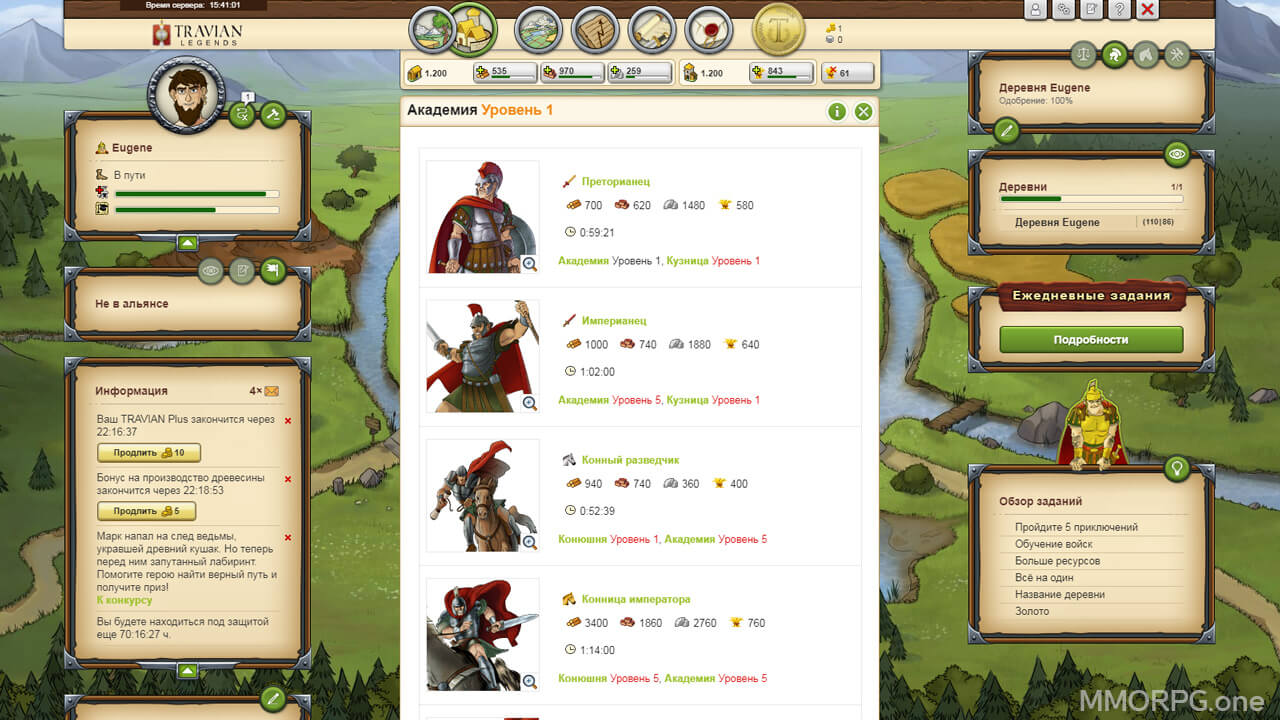 Время сервера: 15:41:01
TRAVIAN
LEGENDS
T
1
0
1.200
535
970
259
1.200
843
61
1
Eugene
В пути
Не в альянсе
Информация
4×
Ваш TRAVIAN Plus закончится через
22:16:37
Продлить 10
Бонус на производство древесины
закончится через 22:18:53
Продлить 5
Марк напал на след ведьмы,
укравшей древний кушак. Но теперь
перед ним запутанный лабиринт.
Помогите герою найти верный путь и
получите приз!
К конкурсу
Вы будете находиться под защитой
еще 70:16:27 ч.
Академия Уровень 1
Преторианец
700 620 1480 580
0:59:21
Академия Уровень 1, Кузница Уровень 1
Империанец
1000 740 1880 640
1:02:00
Академия Уровень 5, Кузница Уровень 1
Конный разведчик
940 740 360 400
0:52:39
Конюшня Уровень 1, Академия Уровень 5
Конница императора
3400 1860 2760 760
1:14:00
Конюшня Уровень 5, Академия Уровень 5
Деревня Eugene
Одобрение: 100%
Деревни
1/1
Деревня Eugene
(110|86)
Ежедневные задания
Подробности
Обзор заданий
Пройдите 5 приключений
Обучение войск
Больше ресурсов
Всё на один
Название деревни
Золото
MMORPG.one